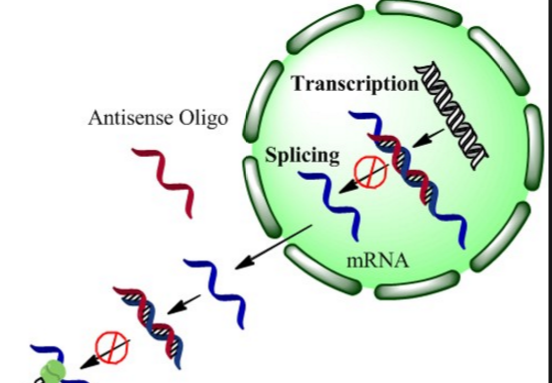 Transcription
Antisense Oligo
Splicing
mRNA